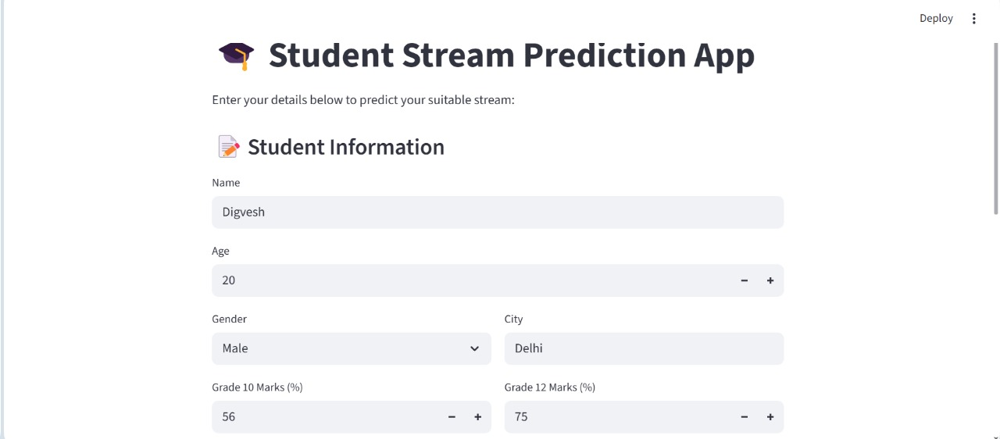 Deploy
Student Stream Prediction App
Enter your details below to predict your suitable stream:
Student Information
Name
Digvesh
Age
20
Gender City
Male Delhi
Grade 10 Marks (%) Grade 12 Marks (%)
56 75